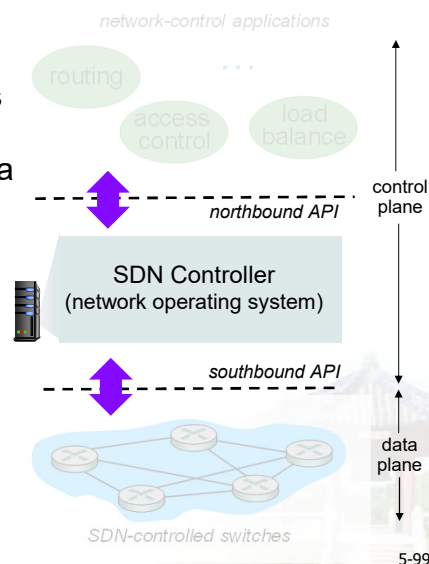 network-control applications
routing
...
access
control
load
balance
s
a
northbound API
control
plane
SDN Controller
(network operating system)
southbound API
data
plane
SDN-controlled switches
5-99